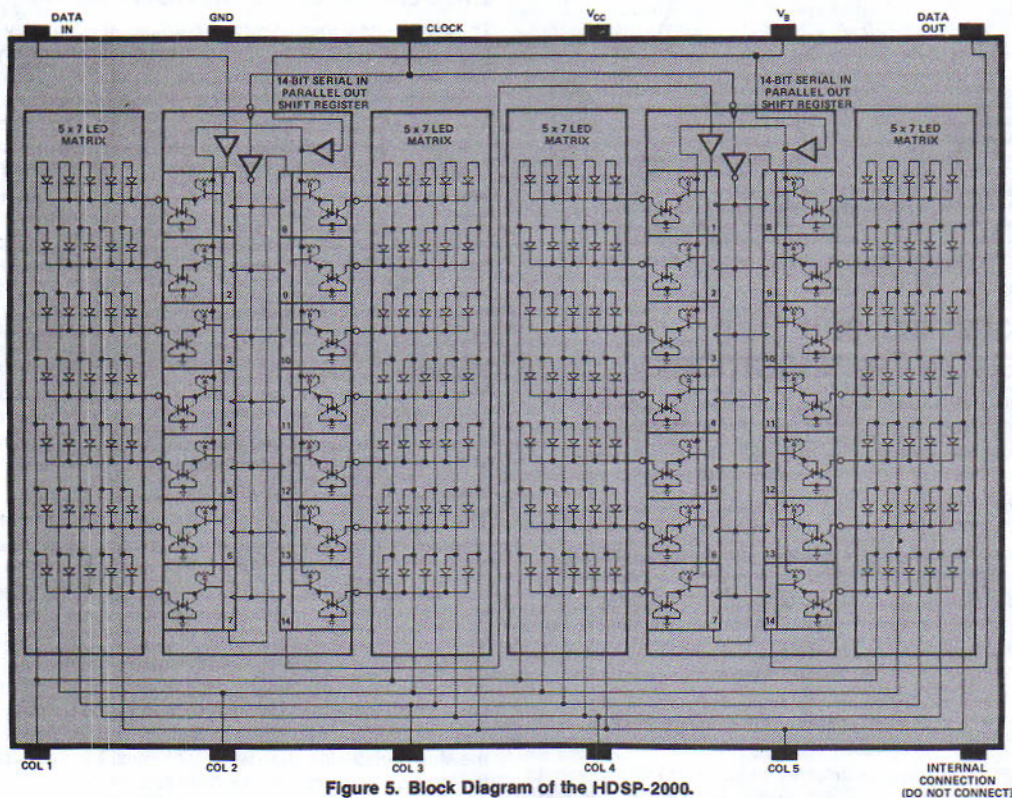 DATA IN
GND
CLOCK
VCC
VB
DATA OUT
14-BIT SERIAL IN
PARALLEL OUT
SHIFT REGISTER
14-BIT SERIAL IN
PARALLEL OUT
SHIFT REGISTER
5 x 7 LED
MATRIX
5 x 7 LED
MATRIX
5 x 7 LED
MATRIX
5 x 7 LED
MATRIX
1
8
1
8
2
9
2
9
3
10
3
10
4
11
4
11
5
12
5
12
6
13
6
13
7
14
7
14
COL 1
COL 2
COL 3
COL 4
COL 5
INTERNAL
CONNECTION
(DO NOT CONNECT)
Figure 5. Block Diagram of the HDSP-2000.